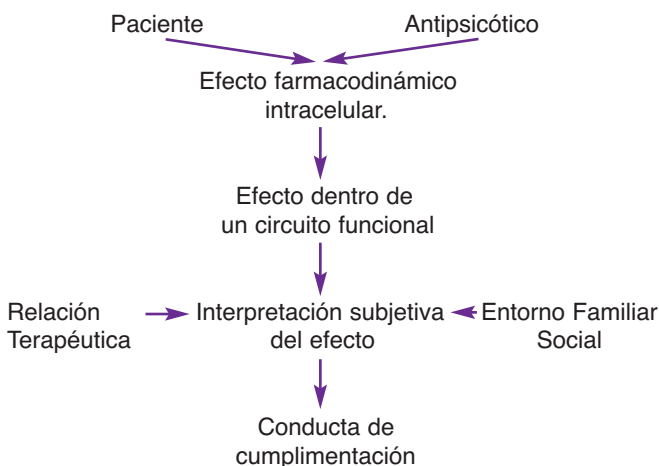 Paciente
Antipsicótico
Efecto farmacodinámico
intracelular.
Efecto dentro de
un circuito funcional
Relación
Terapéutica
Interpretación subjetiva
del efecto
Entorno Familiar
Social
Conducta de
cumplimentación